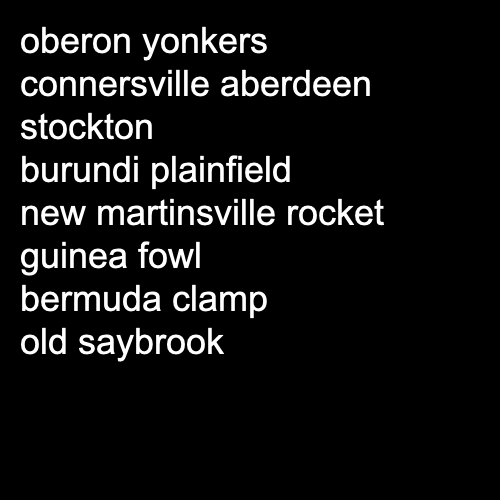 oberon yonkers
connersville aberdeen
stockton
burundi plainfield
new martinsville rocket
guinea fowl
bermuda clamp
old saybrook